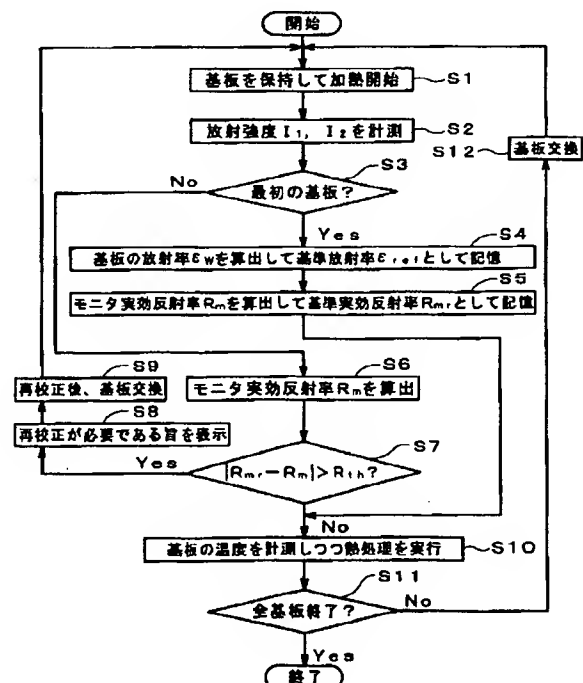 開始
基板を保持して加熱開始
S1
放射強度I₁, I₂を計測
S2
S12
基板交換
S3
No
最初の基板?
Yes
S4
基板の放射率εwを算出して基準放射率εrefとして記憶
S5
モニタ実効反射率Rmを算出して基準実効反射率Rmrとして記憶
S9
再校正後、基板交換
S6
モニタ実効反射率Rmを算出
S8
再校正が必要である旨を表示
S7
Yes
|Rmr-Rm|>Rth?
No
基板の温度を計測しつつ熱処理を実行
S10
S11
全基板終了?
No
Yes
終了